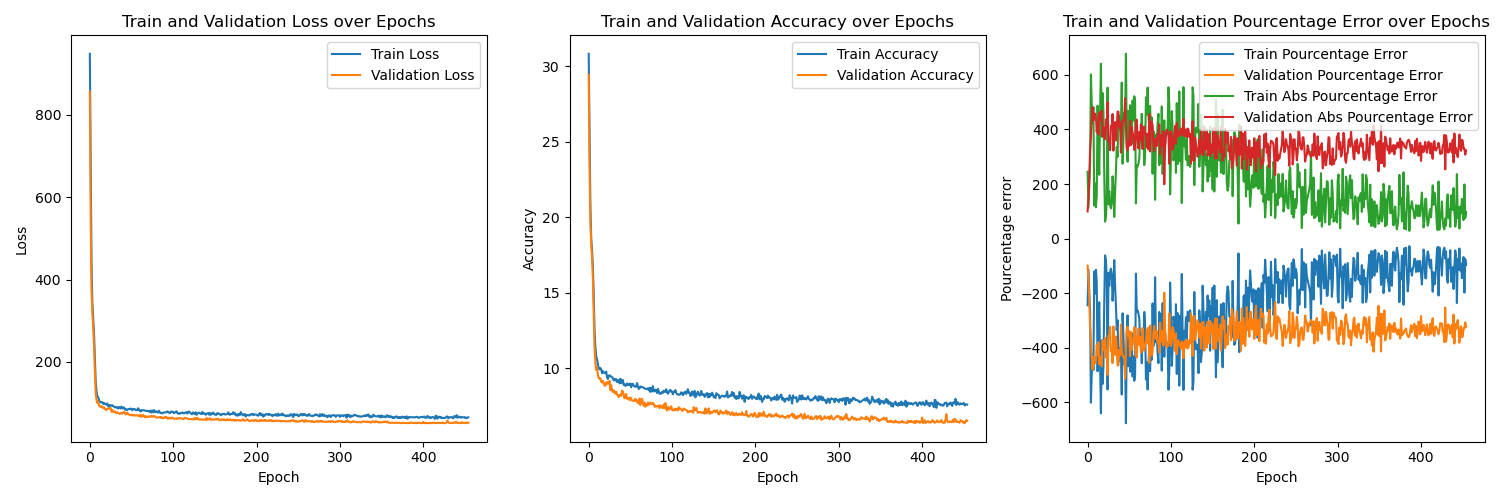 Train and Validation Loss over Epochs
Train Loss
Validation Loss
800
600
400
200
Loss
0 100 200 300 400
Epoch
Train and Validation Accuracy over Epochs
Train Accuracy
Validation Accuracy
30
25
20
15
10
Accuracy
0 100 200 300 400
Epoch
Train and Validation Pourcentage Error over Epochs
Train Pourcentage Error
Validation Pourcentage Error
Train Abs Pourcentage Error
Validation Abs Pourcentage Error
600
400
200
0
−200
−400
−600
Pourcentage error
0 100 200 300 400
Epoch